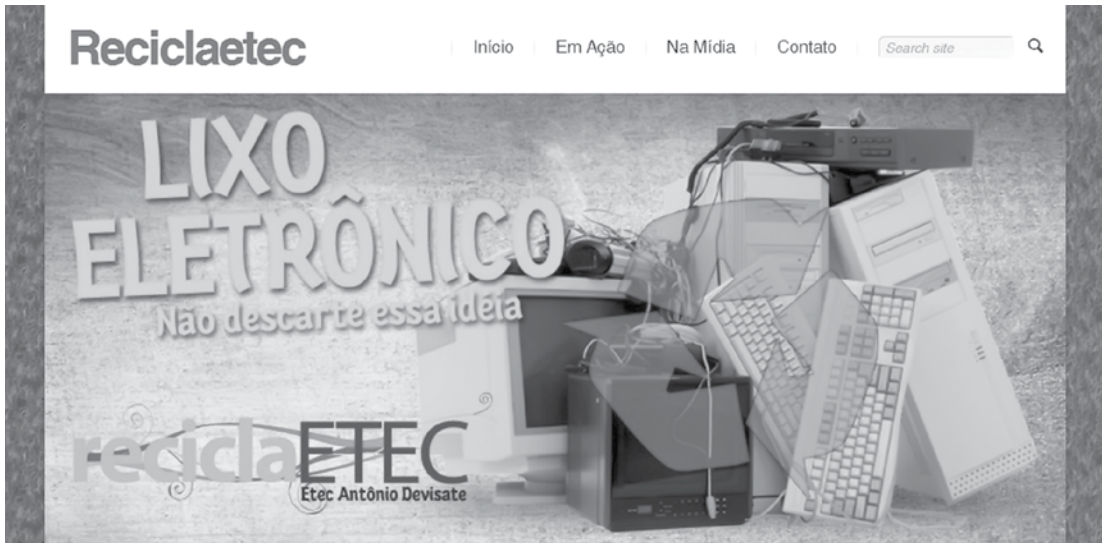 Reciclaetec
Início
Em Ação
Na Mídia
Contato
Search site
LIXO
ELETRÔNICO
Não descarte essa idéia
reciclaETEC
Etec Antônio Devisate